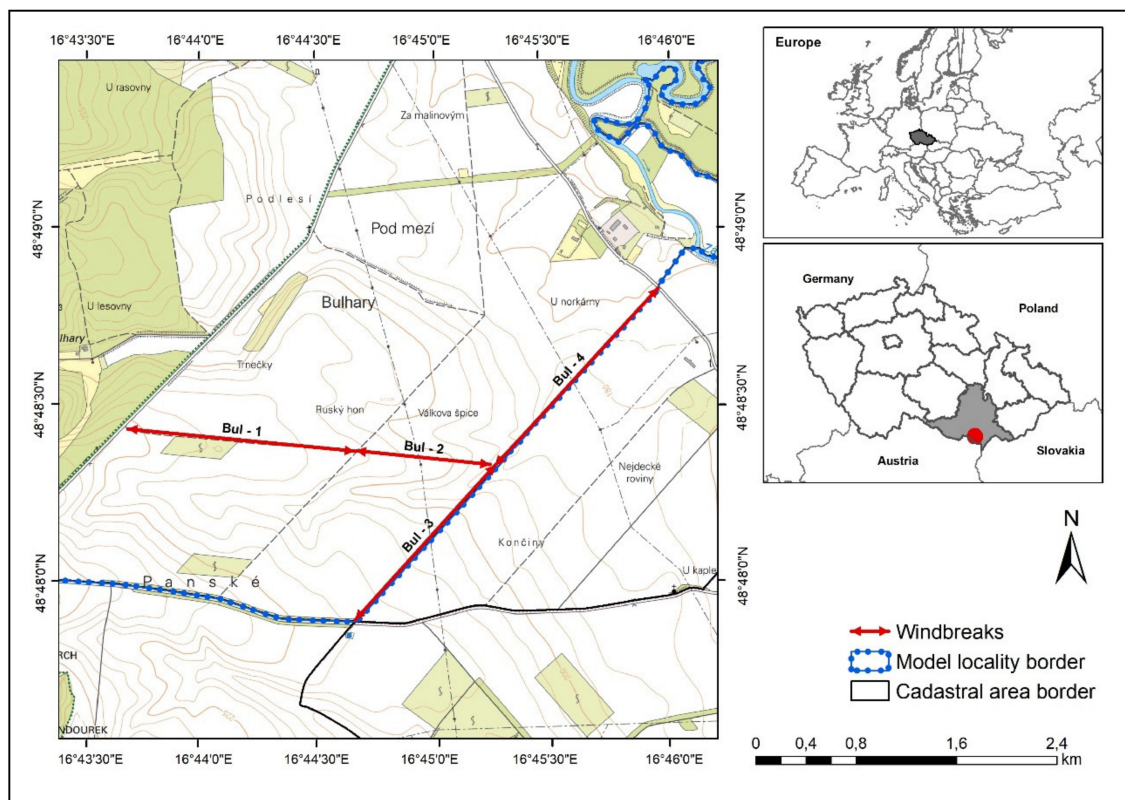 16°43'30"E 16°44'0"E 16°44'30"E 16°45'0"E 16°45'30"E 16°46'0"E
U rasovny
Za malinovým
Podlesí
48°49'0"N
48°49'0"N
Pod mezí
Bulhary
U norkárny
U lesovny
Trnečky
48°48'30"N
48°48'30"N
Ruský hon
Válkova špice
Bul - 1
Bul - 2
Bul - 3
Bul - 4
Nejdecké
roviny
Končiny
U kaple
48°48'0"N
48°48'0"N
Panské
NDOUREK
16°43'30"E 16°44'0"E 16°44'30"E 16°45'0"E 16°45'30"E 16°46'0"E
Europe
Germany
Poland
Austria
Slovakia
N
Windbreaks
Model locality border
Cadastral area border
0 0,4 0,8 1,6 2,4
km